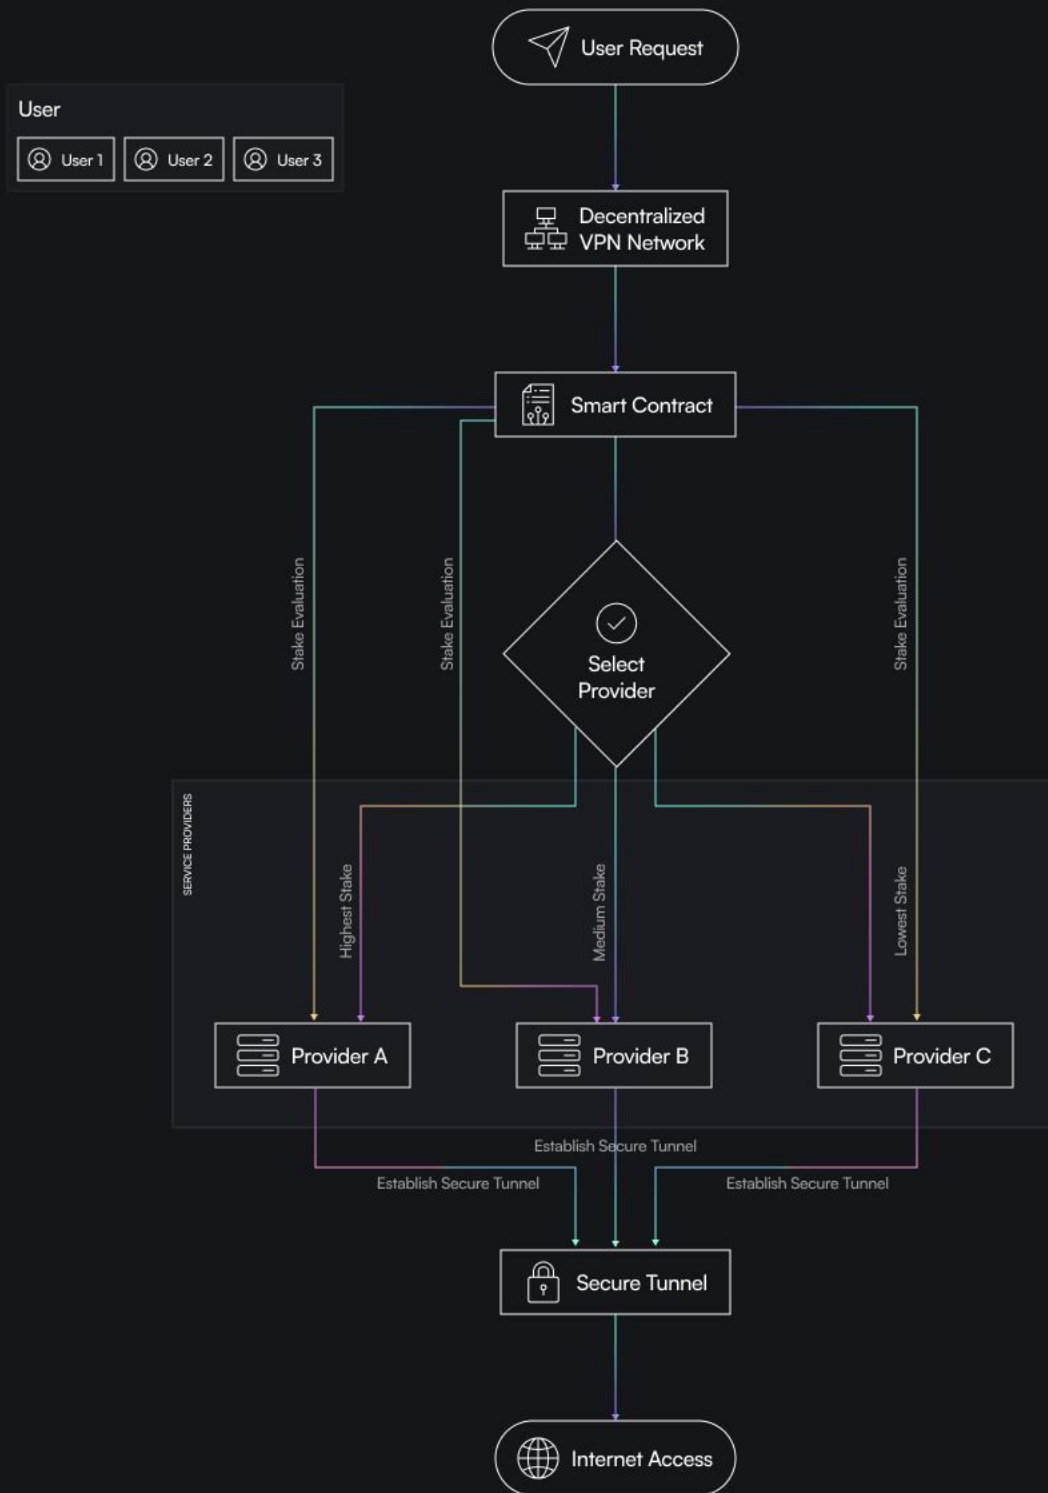 User Request
User
User 1
User 2
User 3
Decentralized
VPN Network
Smart Contract
Stake Evaluation
Stake Evaluation
Stake Evaluation
Select
Provider
SERVICE PROVIDERS
Highest Stake
Medium Stake
Lowest Stake
Provider A
Provider B
Provider C
Establish Secure Tunnel
Establish Secure Tunnel
Establish Secure Tunnel
Secure Tunnel
Internet Access